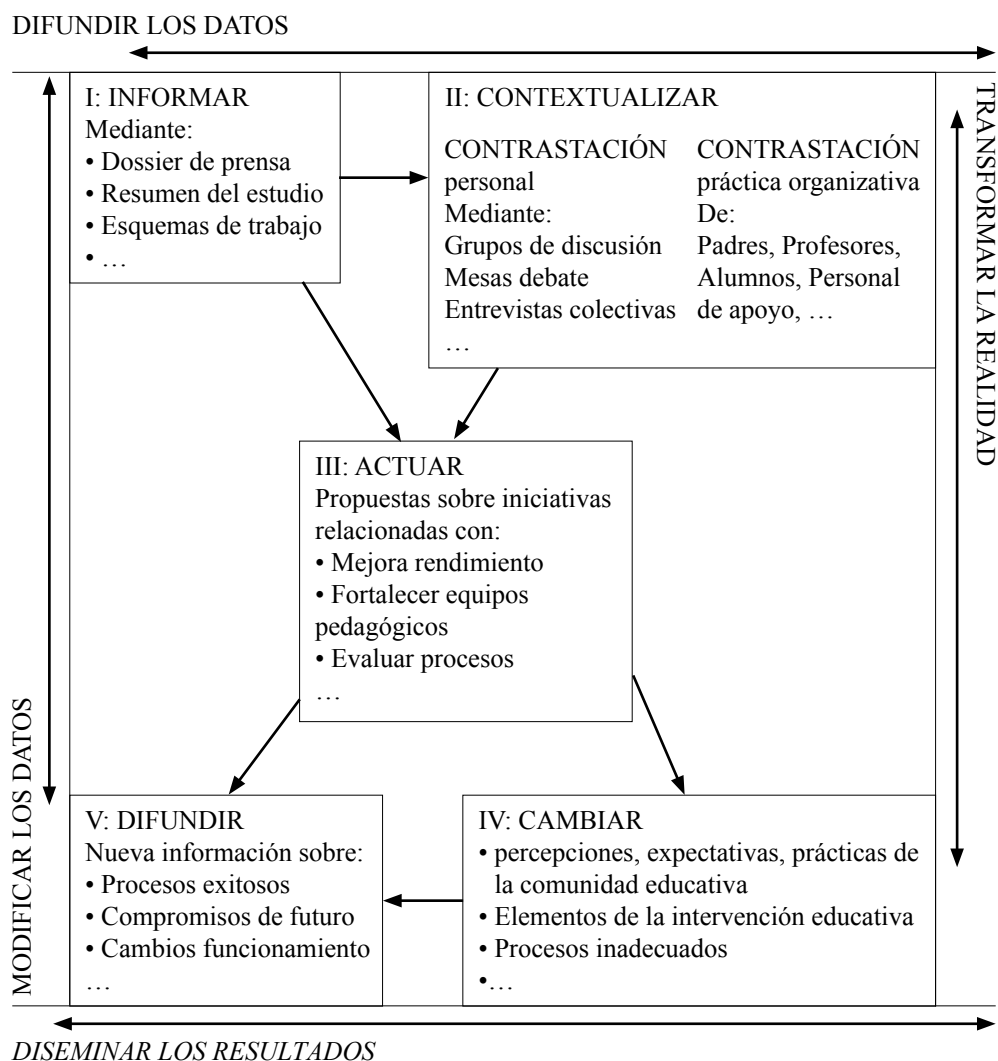 DIFUNDIR LOS DATOS
I: INFORMAR
Mediante:
• Dossier de prensa
• Resumen del estudio
• Esquemas de trabajo
• …
II: CONTEXTUALIZAR
CONTRASTACIÓN
personal
Mediante:
Grupos de discusión
Mesas debate
Entrevistas colectivas
…
CONTRASTACIÓN
práctica organizativa
De:
Padres, Profesores,
Alumnos, Personal
de apoyo, …
TRANSFORMAR LA REALIDAD
III: ACTUAR
Propuestas sobre iniciativas
relacionadas con:
• Mejora rendimiento
• Fortalecer equipos
pedagógicos
• Evaluar procesos
…
MODIFICAR LOS DATOS
V: DIFUNDIR
Nueva información sobre:
• Procesos exitosos
• Compromisos de futuro
• Cambios funcionamiento
…
IV: CAMBIAR
• percepciones, expectativas, prácticas de
la comunidad educativa
• Elementos de la intervención educativa
• Procesos inadecuados
•…
DISEMINAR LOS RESULTADOS